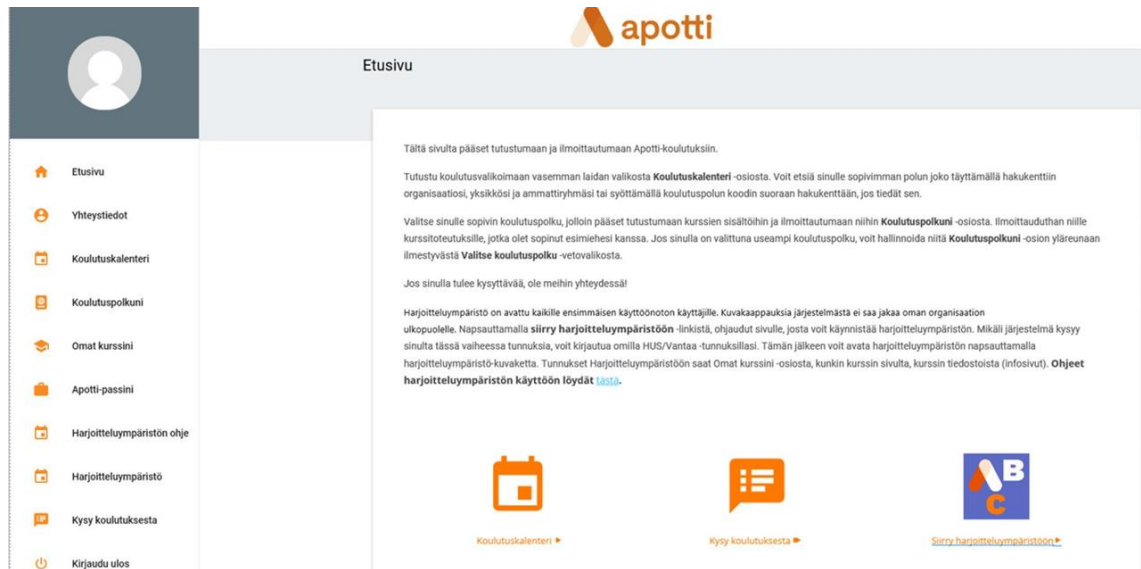 apotti
Etusivu
Etusivu
Yhteystiedot
Koulutuskalenteri
Koulutuspolkuni
Omat kurssini
Apotti-passini
Harjoitteluympäristön ohje
Harjoitteluympäristö
Kysy koulutuksesta
Kirjaudu ulos
Tältä sivulta pääset tutustumaan ja ilmoittautumaan Apotti-koulutuksiin.
Tutustu koulutusvalikoimaan vasemman laidan valikosta Koulutuskalenteri -osiosta. Voit etsiä sinulle sopivimman polun joko täyttämällä hakukenttiin
organisaatiosi, yksikkösi ja ammattiryhmäsi tai syöttämällä koulutuspolun koodin suoraan hakukenttään, jos tiedät sen.
Valitse sinulle sopivin koulutuspolku, jolloin pääset tutustumaan kurssien sisältöihin ja ilmoittautumaan niihin Koulutuspolkuni -osiosta. Ilmoittauduthan niille
kurssitoteutuksille, jotka olet sopinut esimiehesi kanssa. Jos sinulla on valittuna useampi koulutuspolku, voit hallinnoida niitä Koulutuspolkuni -osion yläreunaan
ilmestyvästä Valitse koulutuspolku -vetovalikosta.
Jos sinulla tulee kysyttävää, ole meihin yhteydessä!
Harjoitteluympäristö on avattu kaikille ensimmäisen käyttöönoton käyttäjille. Kuvakaappauksia järjestelmästä ei saa jakaa oman organisaation
ulkopuolelle. Napsauttamalla siirry harjoitteluympäristöön -linkistä, ohjaudut sivulle, josta voit käynnistää harjoitteluympäristön. Mikäli järjestelmä kysyy
sinulta tässä vaiheessa tunnuksia, voit kirjautua omilla HUS/Vantaa -tunnuksillasi. Tämän jälkeen voit avata harjoitteluympäristön napsauttamalla
harjoitteluympäristö-kuvaketta. Tunnukset Harjoitteluympäristöön saat Omat kurssini -osiosta, kunkin kurssin sivulta, kurssin tiedostoista (infosivut). Ohjeet
harjoitteluympäristön käyttöön löydät tästä.
B
C
Koulutuskalenteri
Kysy koulutuksesta
Siirry harjoitteluympäristöön